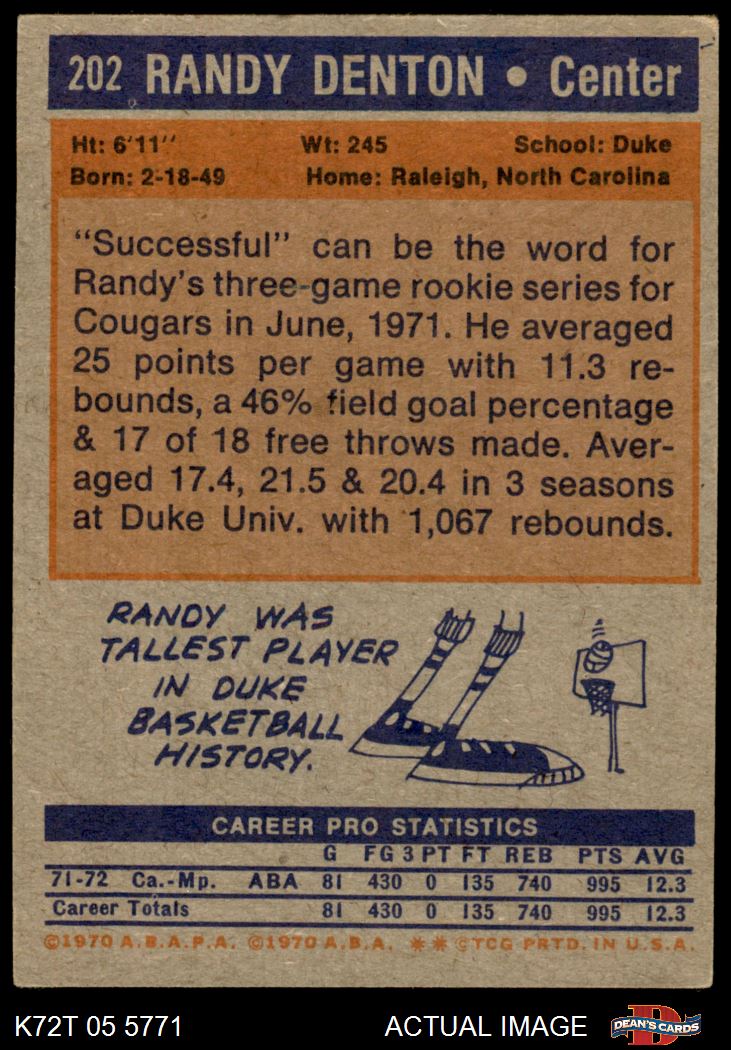 202 RANDY DENTON • Center
Ht: 6'11'' Wt: 245 School: Duke
Born: 2-18-49 Home: Raleigh, North Carolina
“Successful” can be the word for
Randy's three-game rookie series for
Cougars in June, 1971. He averaged
25 points per game with 11.3 re-
bounds, a 46% field goal percentage
& 17 of 18 free throws made. Aver-
aged 17.4, 21.5 & 20.4 in 3 seasons
at Duke Univ. with 1,067 rebounds.
RANDY WAS
TALLEST PLAYER
IN DUKE
BASKETBALL
HISTORY.
CAREER PRO STATISTICS
G FG 3 PT FT REB PTS AVG
71-72 Ca.-Mp. ABA 81 430 0 135 740 995 12.3
Career Totals 81 430 0 135 740 995 12.3
©1970 A.B.A.P.A. ©1970 A.B.A. ** ©TCG PRTD. IN U.S.A.
K72T 05 5771 ACTUAL IMAGE D DEAN'S CARDS